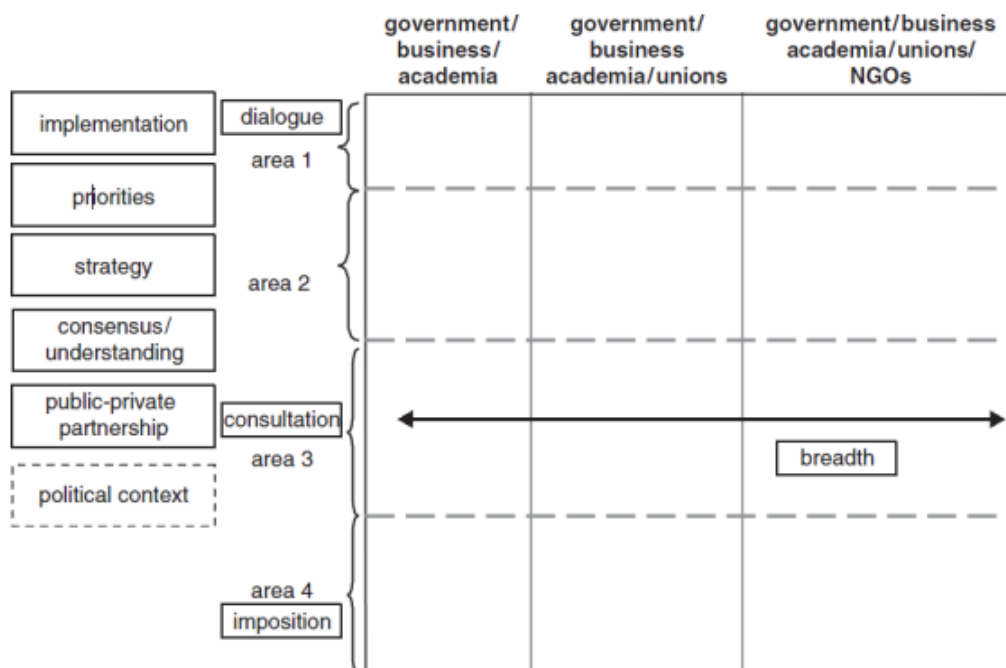 government/
business/
academia
government/
business
academia/unions
government/business
academia/unions/
NGOs
implementation
dialogue
area 1
priorities
strategy
area 2
consensus/
understanding
public-private
partnership
consultation
area 3
breadth
political context
area 4
imposition